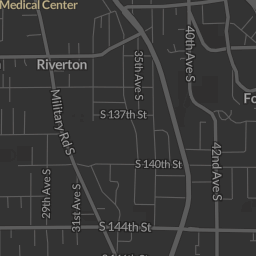 Medical Center
40th Ave S
35th Ave S
Riverton
Fo
S 137th St
Military Rd S
S 140th St
42nd Ave S
29th Ave S
31st Ave S
S 144th St